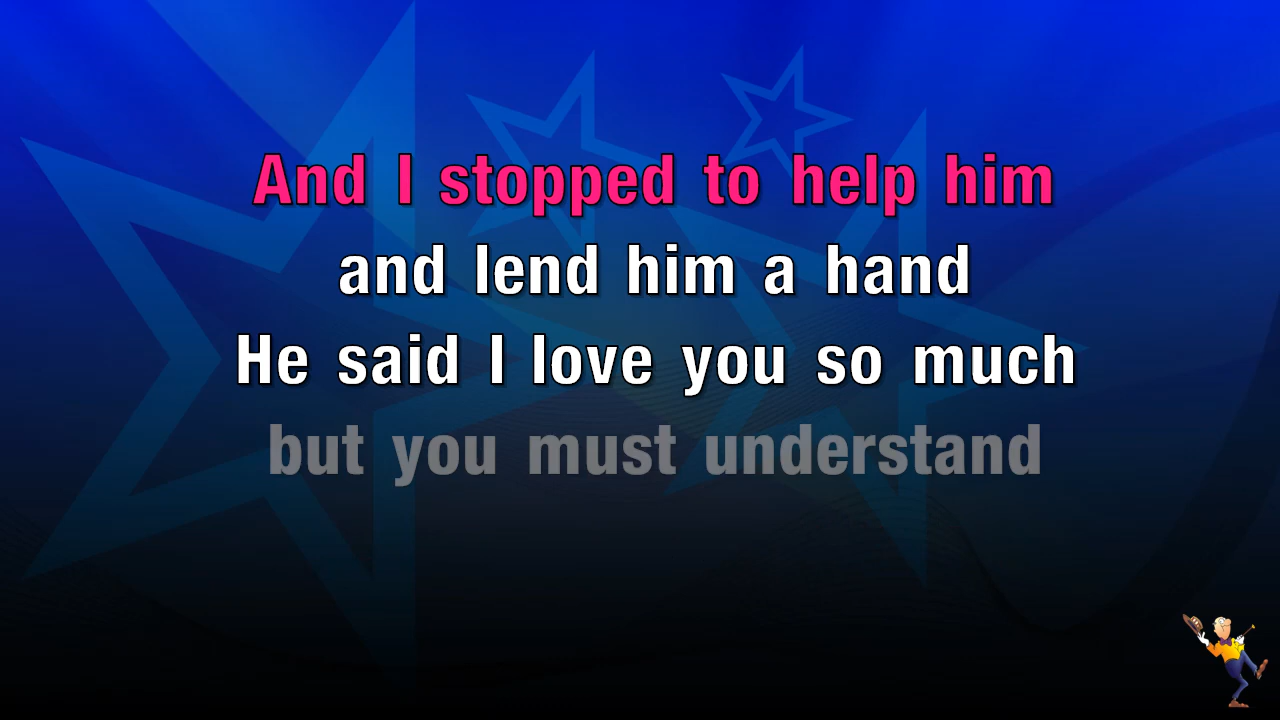 And I stopped to help him
and lend him a hand
He said I love you so much
but you must understand